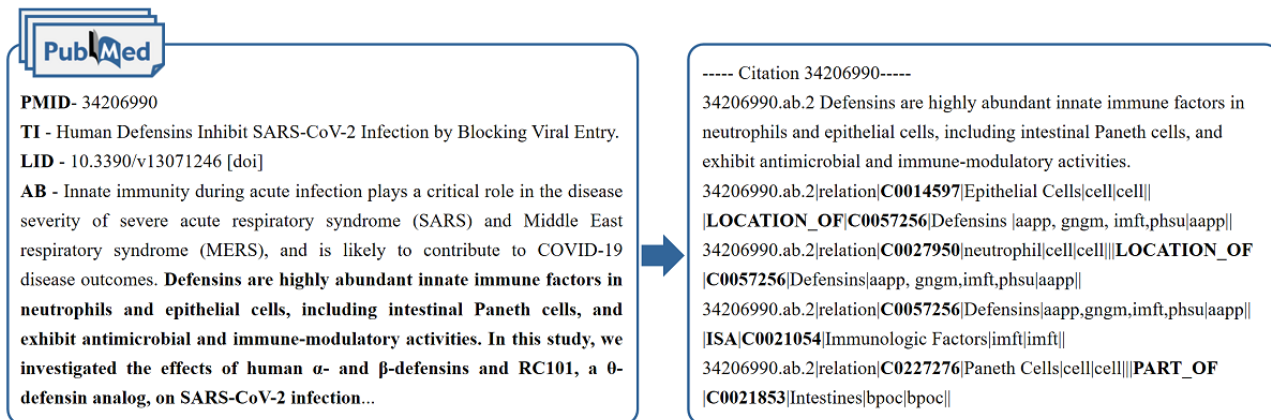 PubMed
PMID- 34206990
TI - Human Defensins Inhibit SARS-CoV-2 Infection by Blocking Viral Entry.
LID - 10.3390/v13071246 [doi]
AB - Innate immunity during acute infection plays a critical role in the disease
severity of severe acute respiratory syndrome (SARS) and Middle East
respiratory syndrome (MERS), and is likely to contribute to COVID-19
disease outcomes. Defensins are highly abundant innate immune factors in
neutrophils and epithelial cells, including intestinal Paneth cells, and
exhibit antimicrobial and immune-modulatory activities. In this study, we
investigated the effects of human α- and β-defensins and RC101, a θ-
defensin analog, on SARS-CoV-2 infection...
----- Citation 34206990-----
34206990.ab.2 Defensins are highly abundant innate immune factors in
neutrophils and epithelial cells, including intestinal Paneth cells, and
exhibit antimicrobial and immune-modulatory activities.
34206990.ab.2|relation|C0014597|Epithelial Cells|cell|cell||
|LOCATION_OF|C0057256|Defensins |aapp, gngm, imft,phsu|aapp||
34206990.ab.2|relation|C0027950|neutrophil|cell|cell|||LOCATION_OF
|C0057256|Defensins|aapp, gngm,imft,phsu|aapp||
34206990.ab.2|relation|C0057256|Defensins|aapp,gngm,imft,phsu|aapp||
|ISA|C0021054|Immunologic Factors|imft|imft||
34206990.ab.2|relation|C0227276|Paneth Cells|cell|cell|||PART_OF
|C0021853|Intestines|bpoc|bpoc||